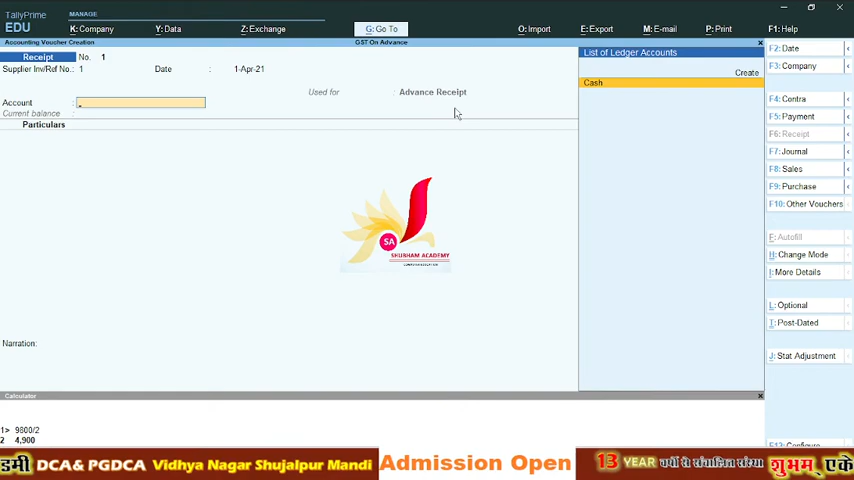 TallyPrime MANAGE
EDU K: Company Y: Data Z: Exchange G: Go To O: Import E: Export M: E-mail P: Print F1: Help
Accounting Voucher Creation GST On Advance
Receipt No. 1
Supplier Inv/Ref No.: 1 Date : 1-Apr-21
Used for : Advance Receipt
Account :
Current balance :
Particulars
List of Ledger Accounts
Create
Cash
F2: Date
F3: Company
F4: Contra
F5: Payment
F6: Receipt
F7: Journal
F8: Sales
F9: Purchase
F10: Other Vouchers
F: Autofill
H: Change Mode
I: More Details
L: Optional
T: Post-Dated
J: Stat Adjustment
F12: Configure
SA
SHUBHAM ACADEMY
Narration:
Calculator
1> 9800/2
2 4,900
DCA & PGDCA Vidhya Nagar Shujalpur Mandi Admission Open 13 YEAR वर्षो से संचालित संस्था शुभम् एके